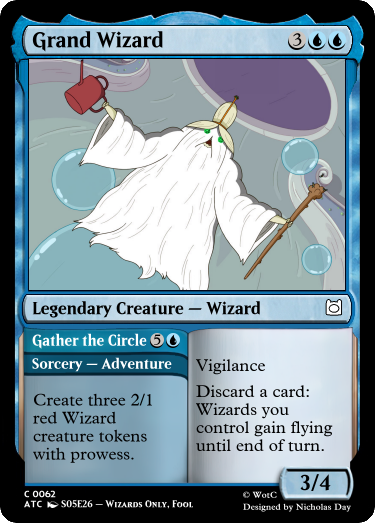 Grand Wizard 3
Legendary Creature — Wizard
Gather the Circle 5
Sorcery — Adventure
Create three 2/1
red Wizard
creature tokens
with prowess.
Vigilance
Discard a card:
Wizards you
control gain flying
until end of turn.
3/4
C 0062
ATC S05E26 – Wizards Only, Fool
© WotC
Designed by Nicholas Day